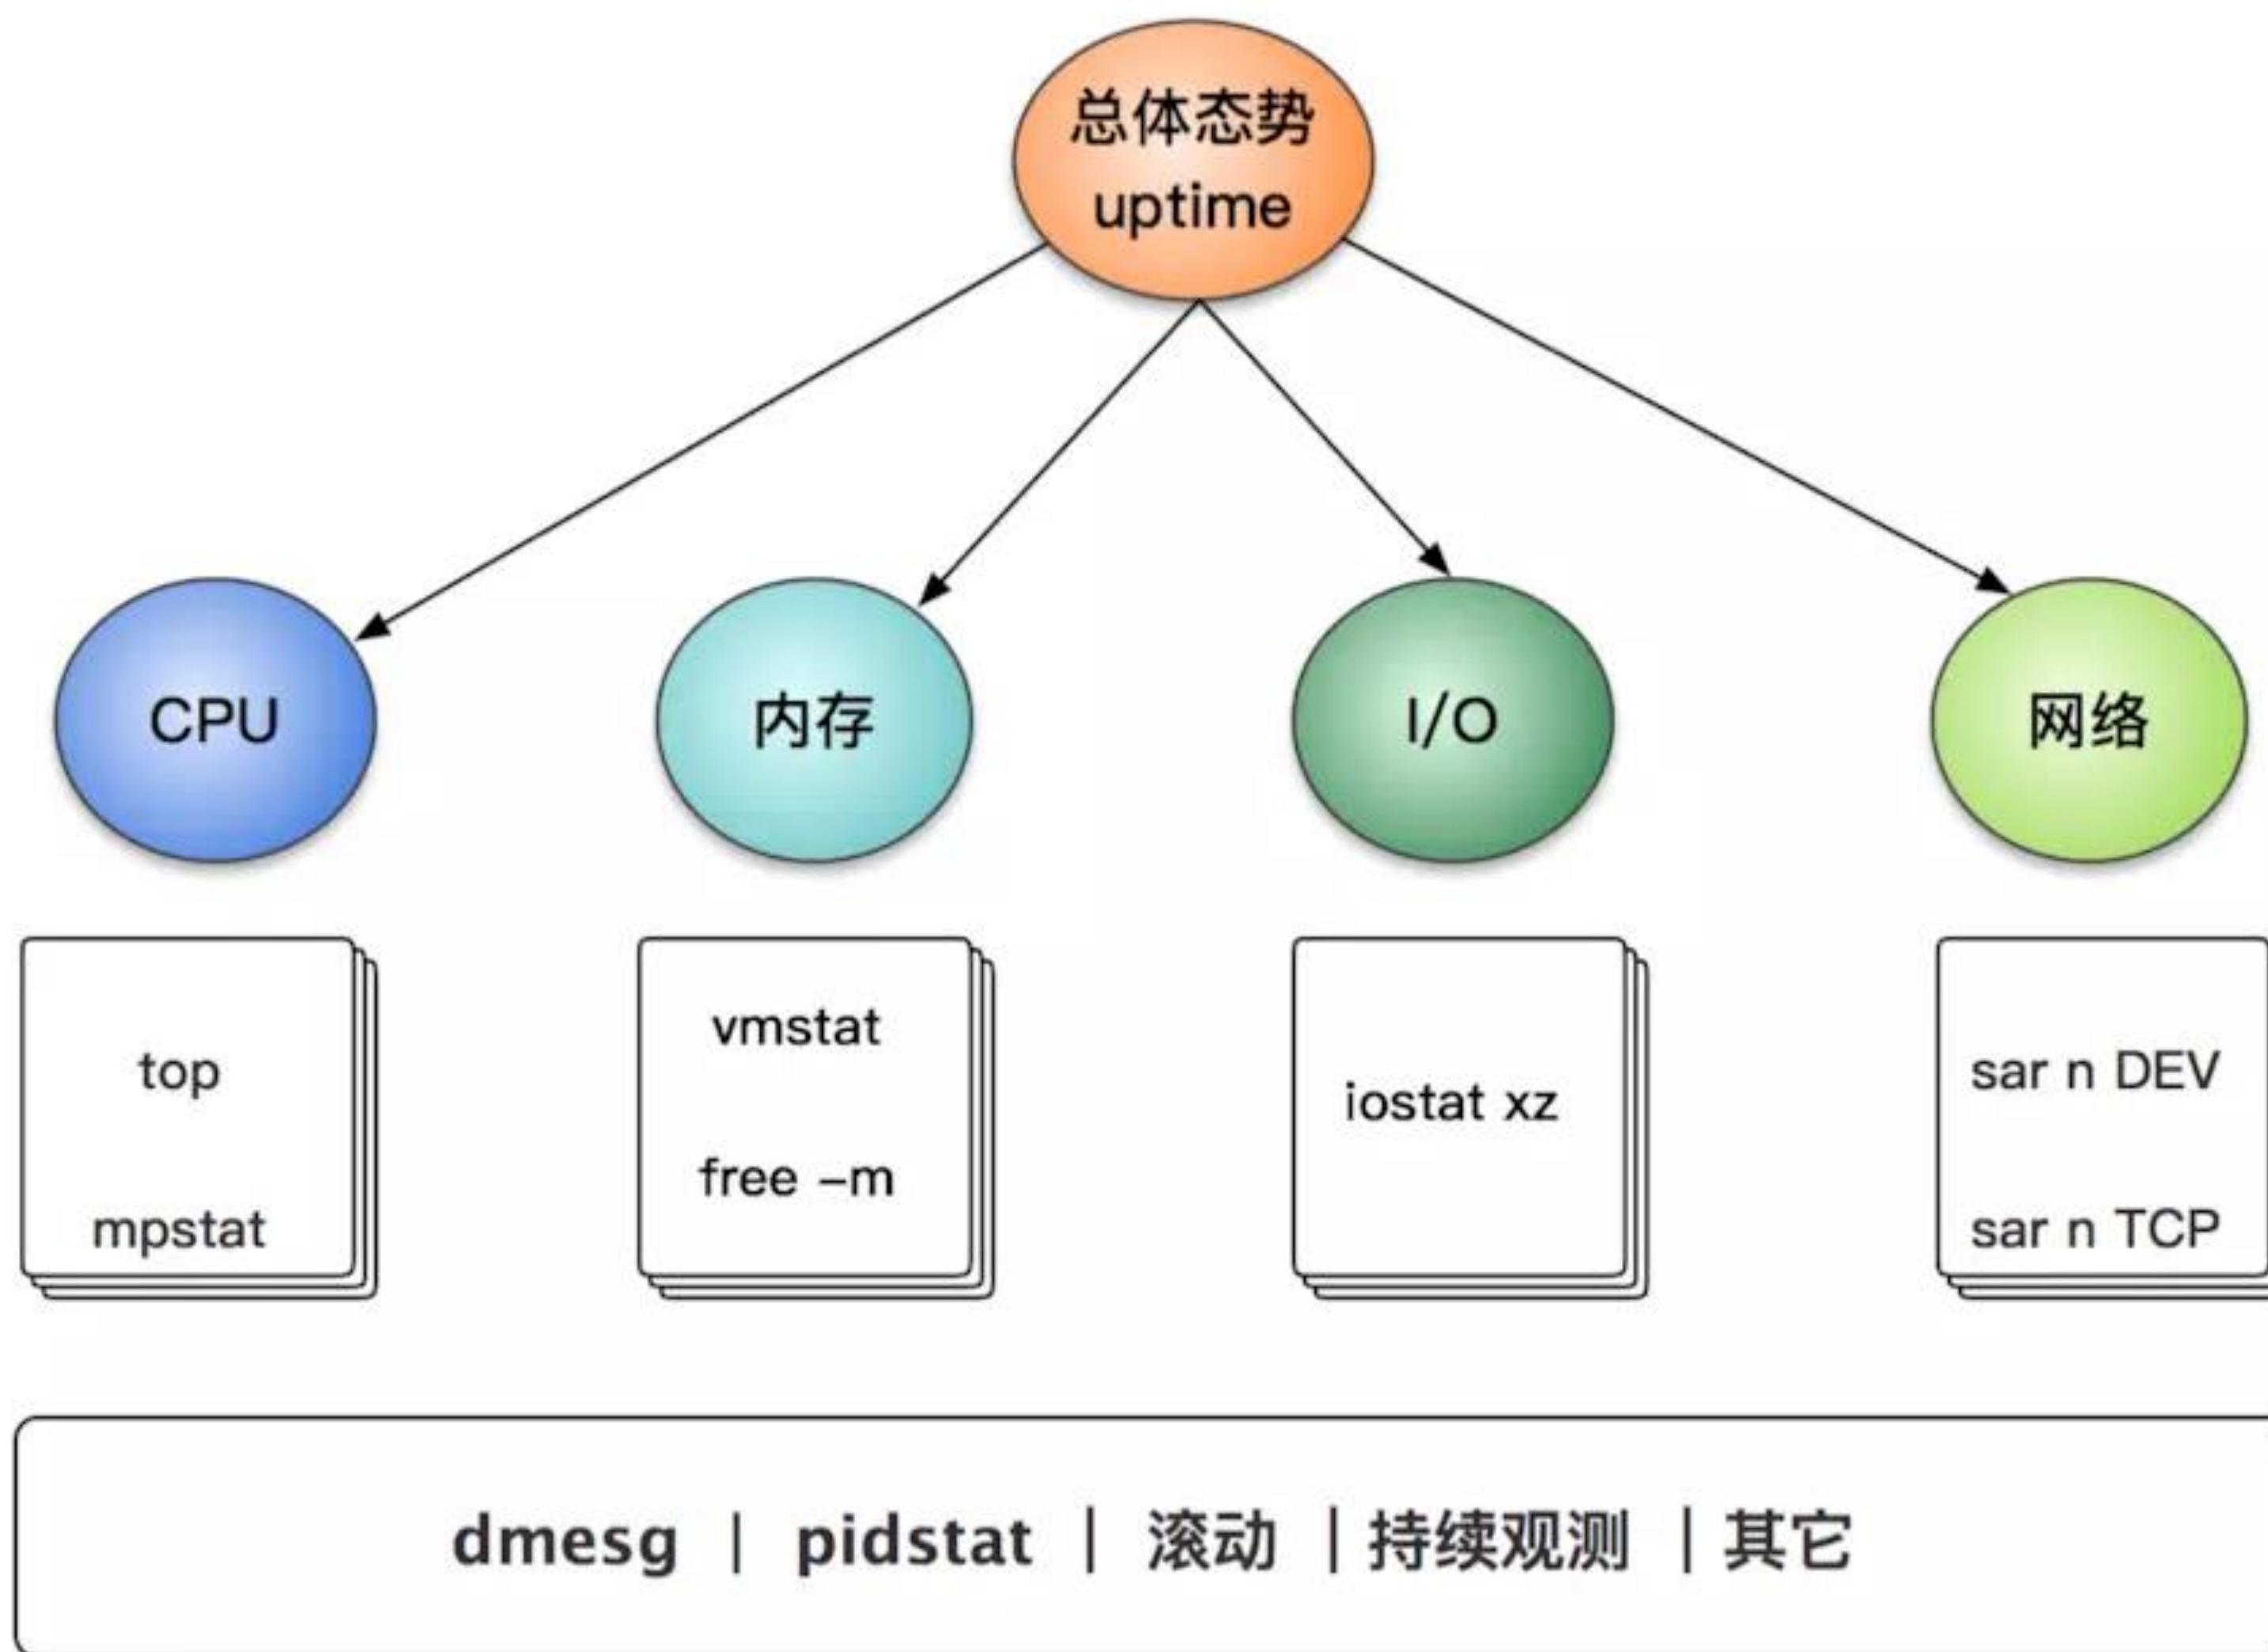 总体态势
uptime
CPU
内存
I/O
网络
top
mpstat
vmstat
free –m
iostat xz
sar n DEV
sar n TCP
dmesg | pidstat | 滚动 | 持续观测 | 其它